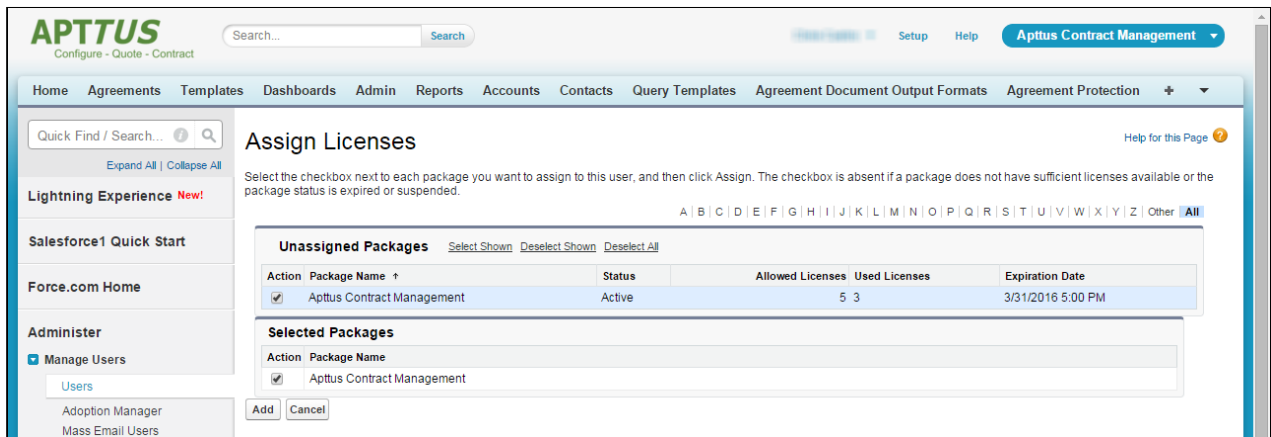 APTTUS
Configure - Quote - Contract
Search...
Search
Setup
Help
Apttus Contract Management
Home Agreements Templates Dashboards Admin Reports Accounts Contacts Query Templates Agreement Document Output Formats Agreement Protection +
Quick Find / Search...
Expand All | Collapse All
Lightning Experience New!
Salesforce1 Quick Start
Force.com Home
Administer
Manage Users
Users
Adoption Manager
Mass Email Users
Assign Licenses
Help for this Page ?
Select the checkbox next to each package you want to assign to this user, and then click Assign. The checkbox is absent if a package does not have sufficient licenses available or the
package status is expired or suspended.
A | B | C | D | E | F | G | H | I | J | K | L | M | N | O | P | Q | R | S | T | U | V | W | X | Y | Z | Other All
Unassigned Packages Select Shown Deselect Shown Deselect All
Action Package Name ↑ Status Allowed Licenses Used Licenses Expiration Date
Apttus Contract Management Active 5 3 3/31/2016 5:00 PM
Selected Packages
Action Package Name
Apttus Contract Management
Add Cancel